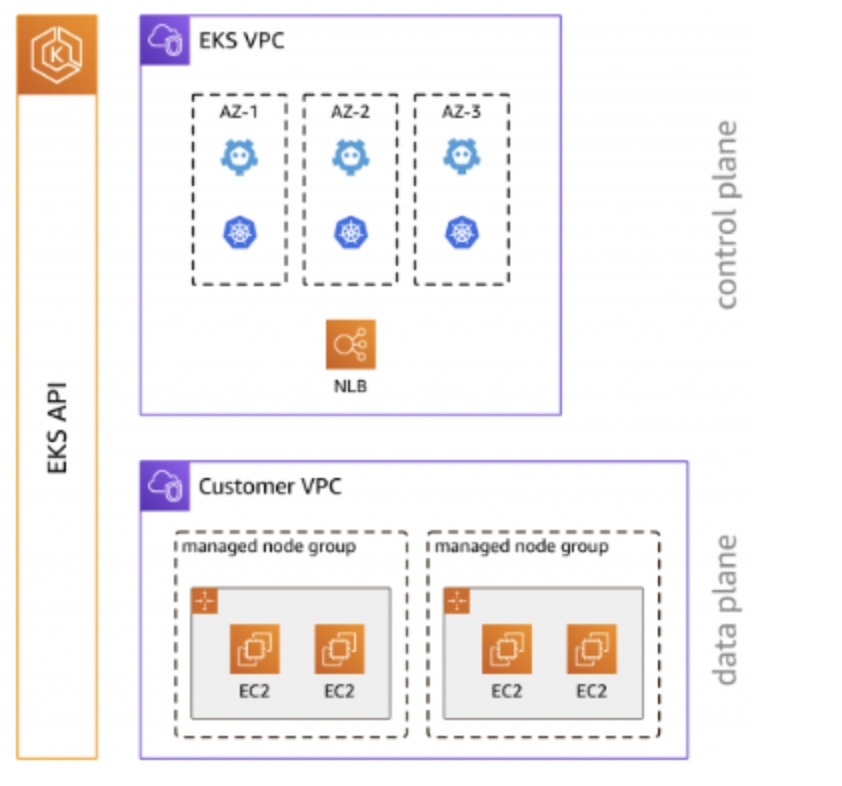 EKS API
EKS VPC
AZ-1
AZ-2
AZ-3
NLB
control plane
Customer VPC
managed node group
EC2
EC2
managed node group
EC2
EC2
data plane